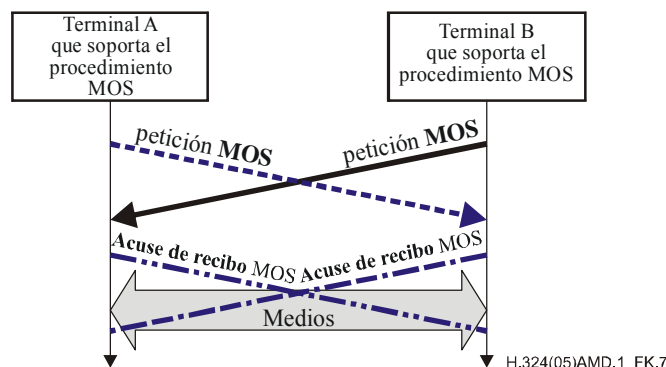 Terminal A
que soporta el
procedimiento
MOS
Terminal B
que soporta el
procedimiento MOS
petición MOS
petición MOS
Acuse de recibo MOS
Acuse de recibo MOS
Medios
H.324(05)AMD.1_FK.7